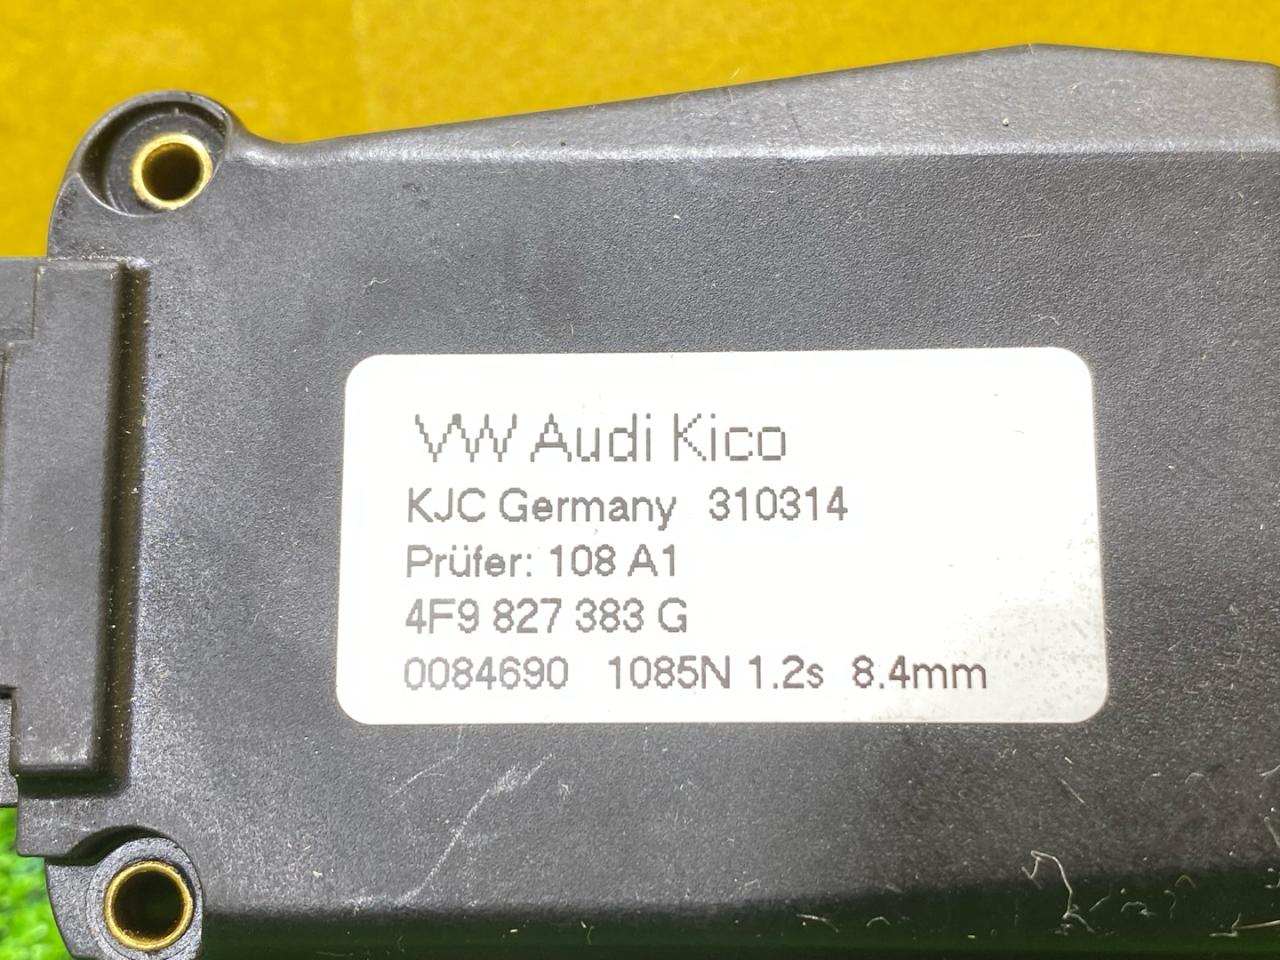 VW Audi Kico
KJC Germany 310314
Prüfer: 108 A1
4F9 827 383 G
0084690 1085N 1.2s 8.4mm